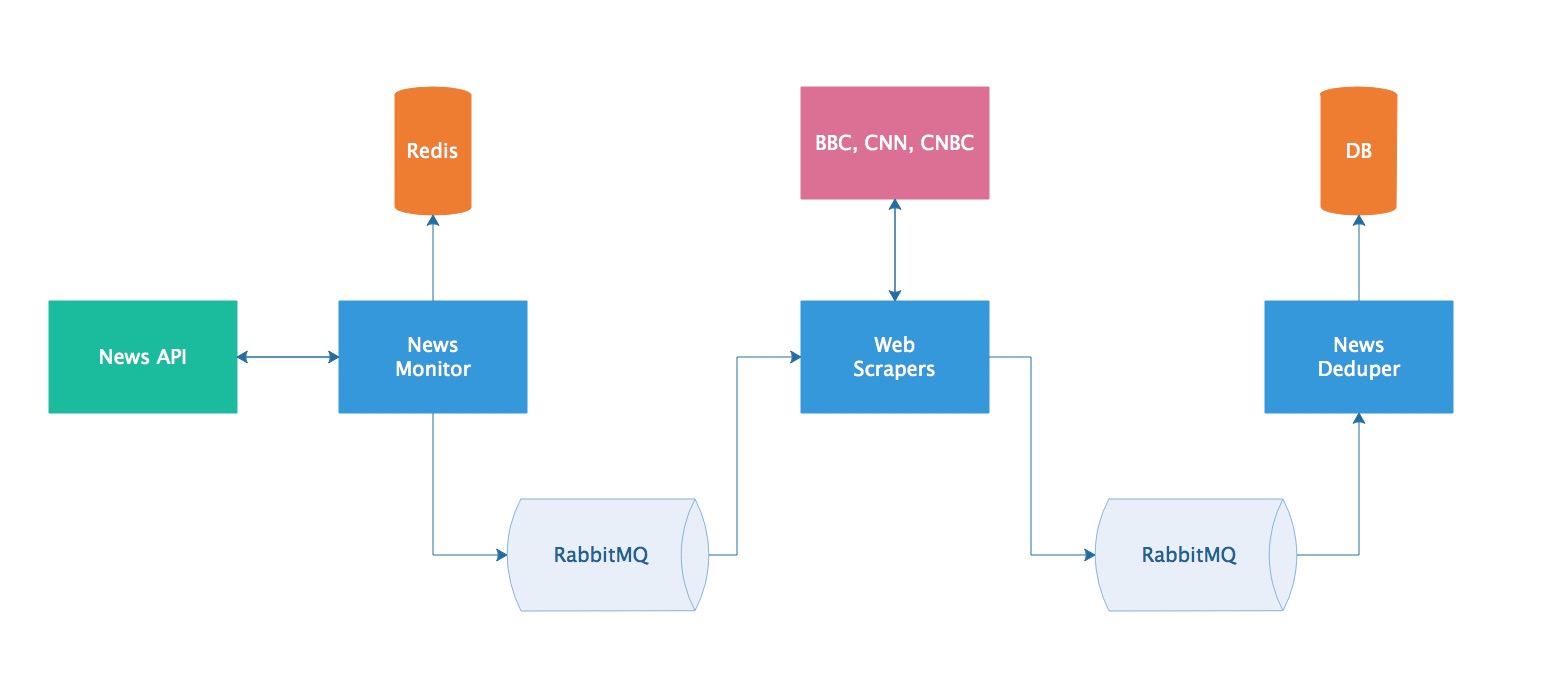 Redis
BBC, CNN, CNBC
DB
News API
News
Monitor
Web
Scrapers
News
Deduper
RabbitMQ
RabbitMQ